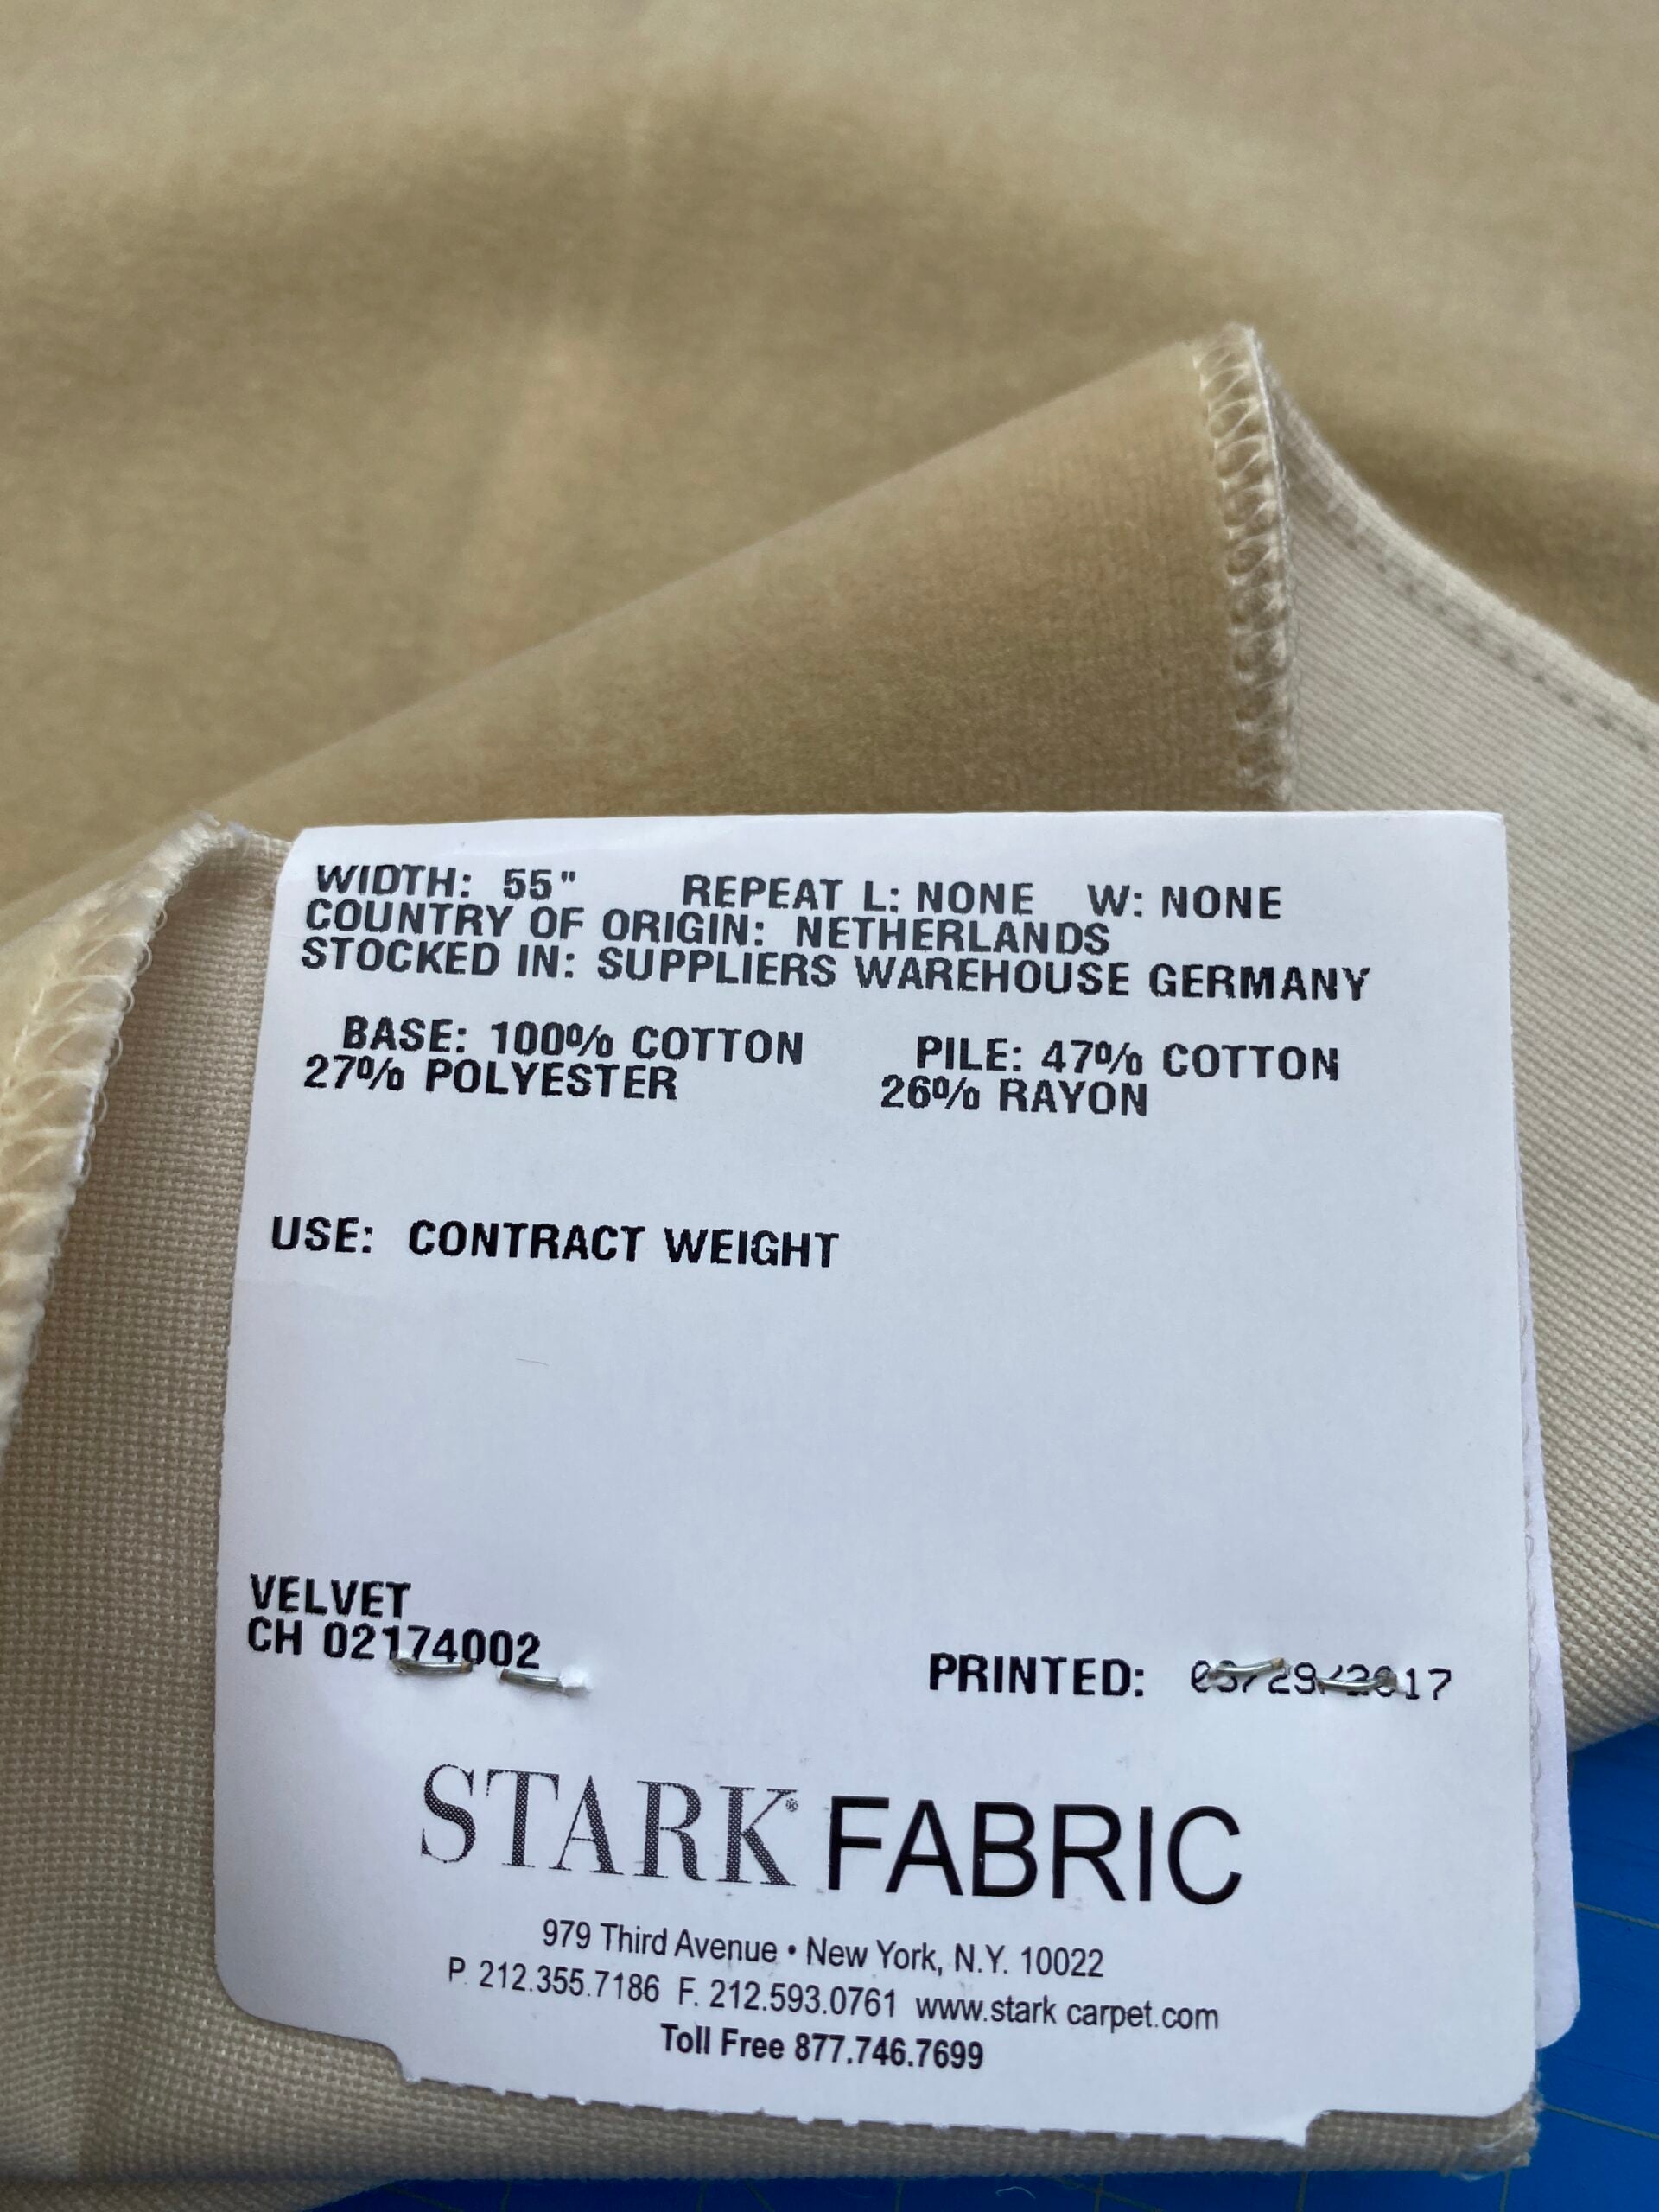 WIDTH: 55" REPEAT L: NONE W: NONE
COUNTRY OF ORIGIN: NETHERLANDS
STOCKED IN: SUPPLIERS WAREHOUSE GERMANY
BASE: 100% COTTON PILE: 47% COTTON
27% POLYESTER 26% RAYON
USE: CONTRACT WEIGHT
VELVET
CH 02174002
PRINTED:
STARK® FABRIC
979 Third Avenue • New York, N.Y. 10022
P. 212.355.7186 F. 212.593.0761 www.stark carpet.com
Toll Free 877.746.7699